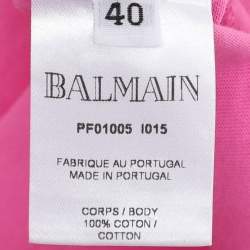 40
BALMAIN
PF01005 I015
FABRIQUE AU PORTUGAL
MADE IN PORTUGAL
CORPS / BODY
100% COTON /
COTTON